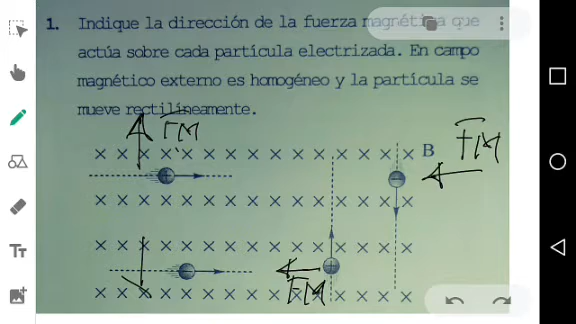 1. Indique la dirección de la fuerza magnética que
actúa sobre cada partícula electrizada. En campo
magnético externo es homogéneo y la partícula se
mueve rectilíneamente.
FM
× × × × × × × × × × × × × × × B
FM
× × × × × × × × × × × × × × ×
× × × × × × × × × × × × × × ×
FM
× × × × × × × × × × × × × × ×
Tt